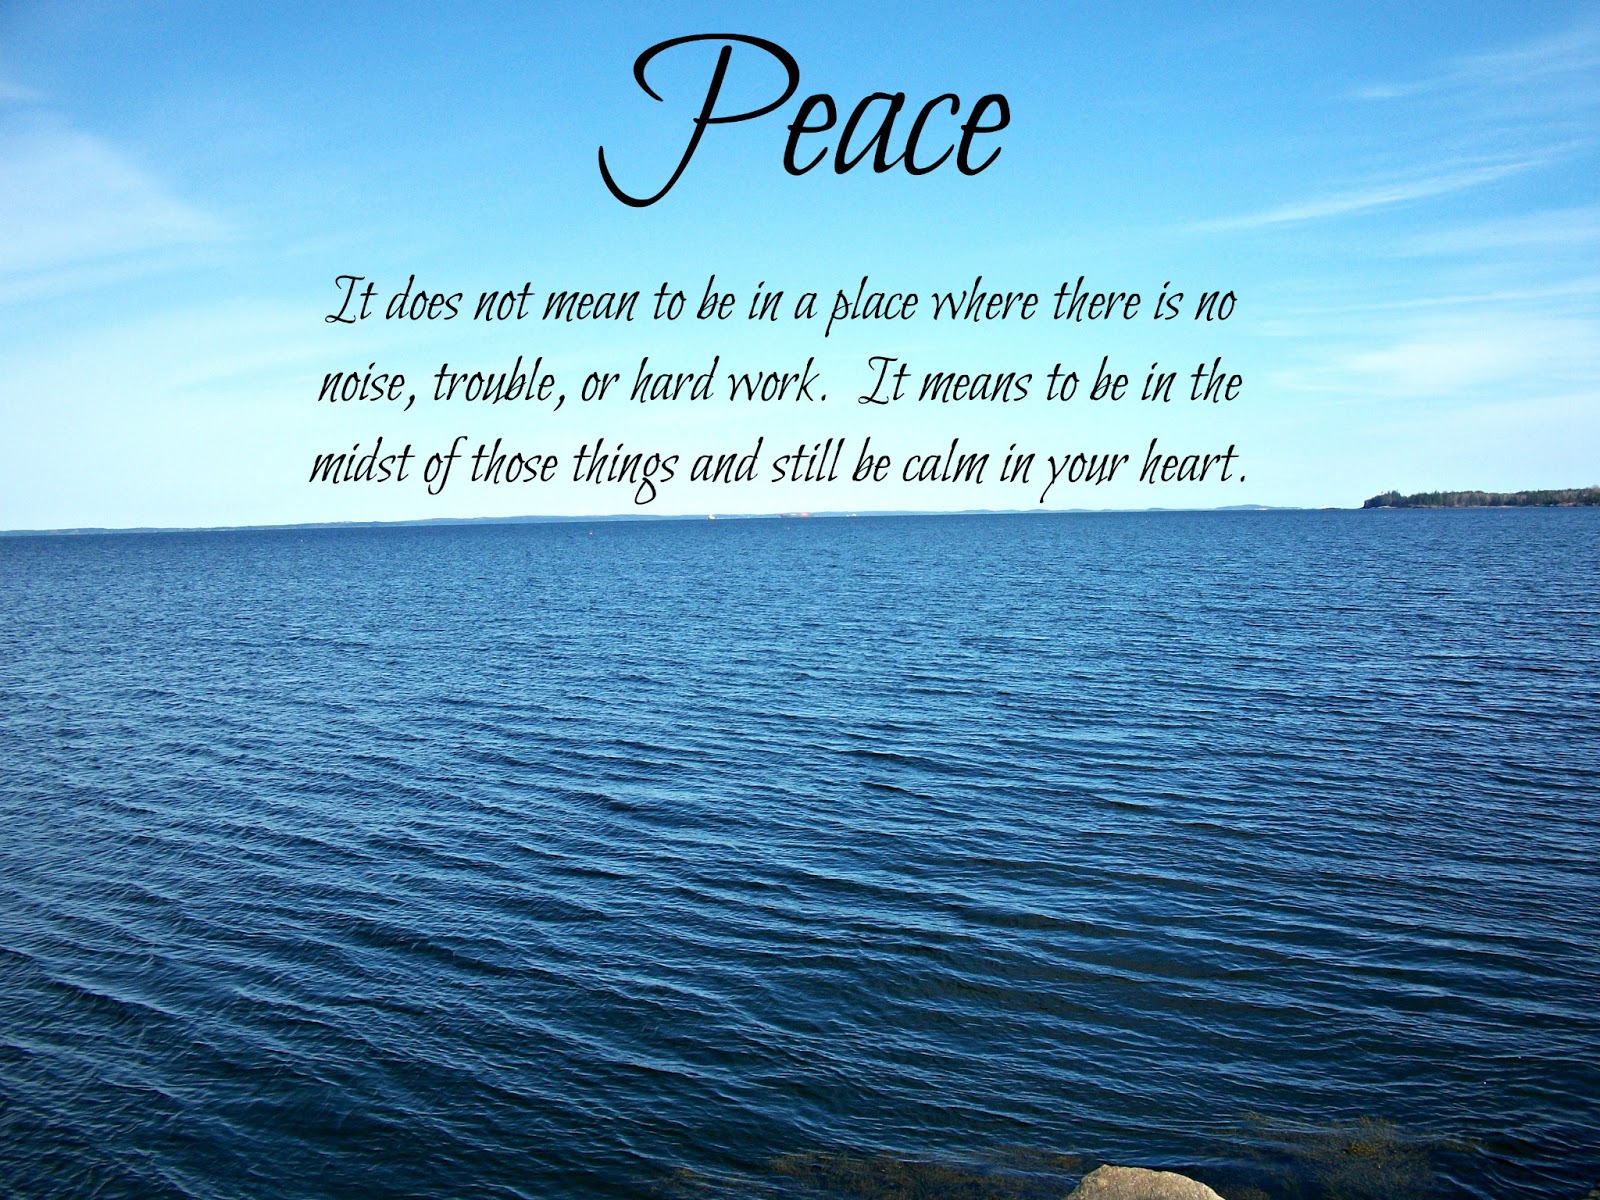 Peace
It does not mean to be in a place where there is no
noise, trouble, or hard work.  It means to be in the
midst of those things and still be calm in your heart.